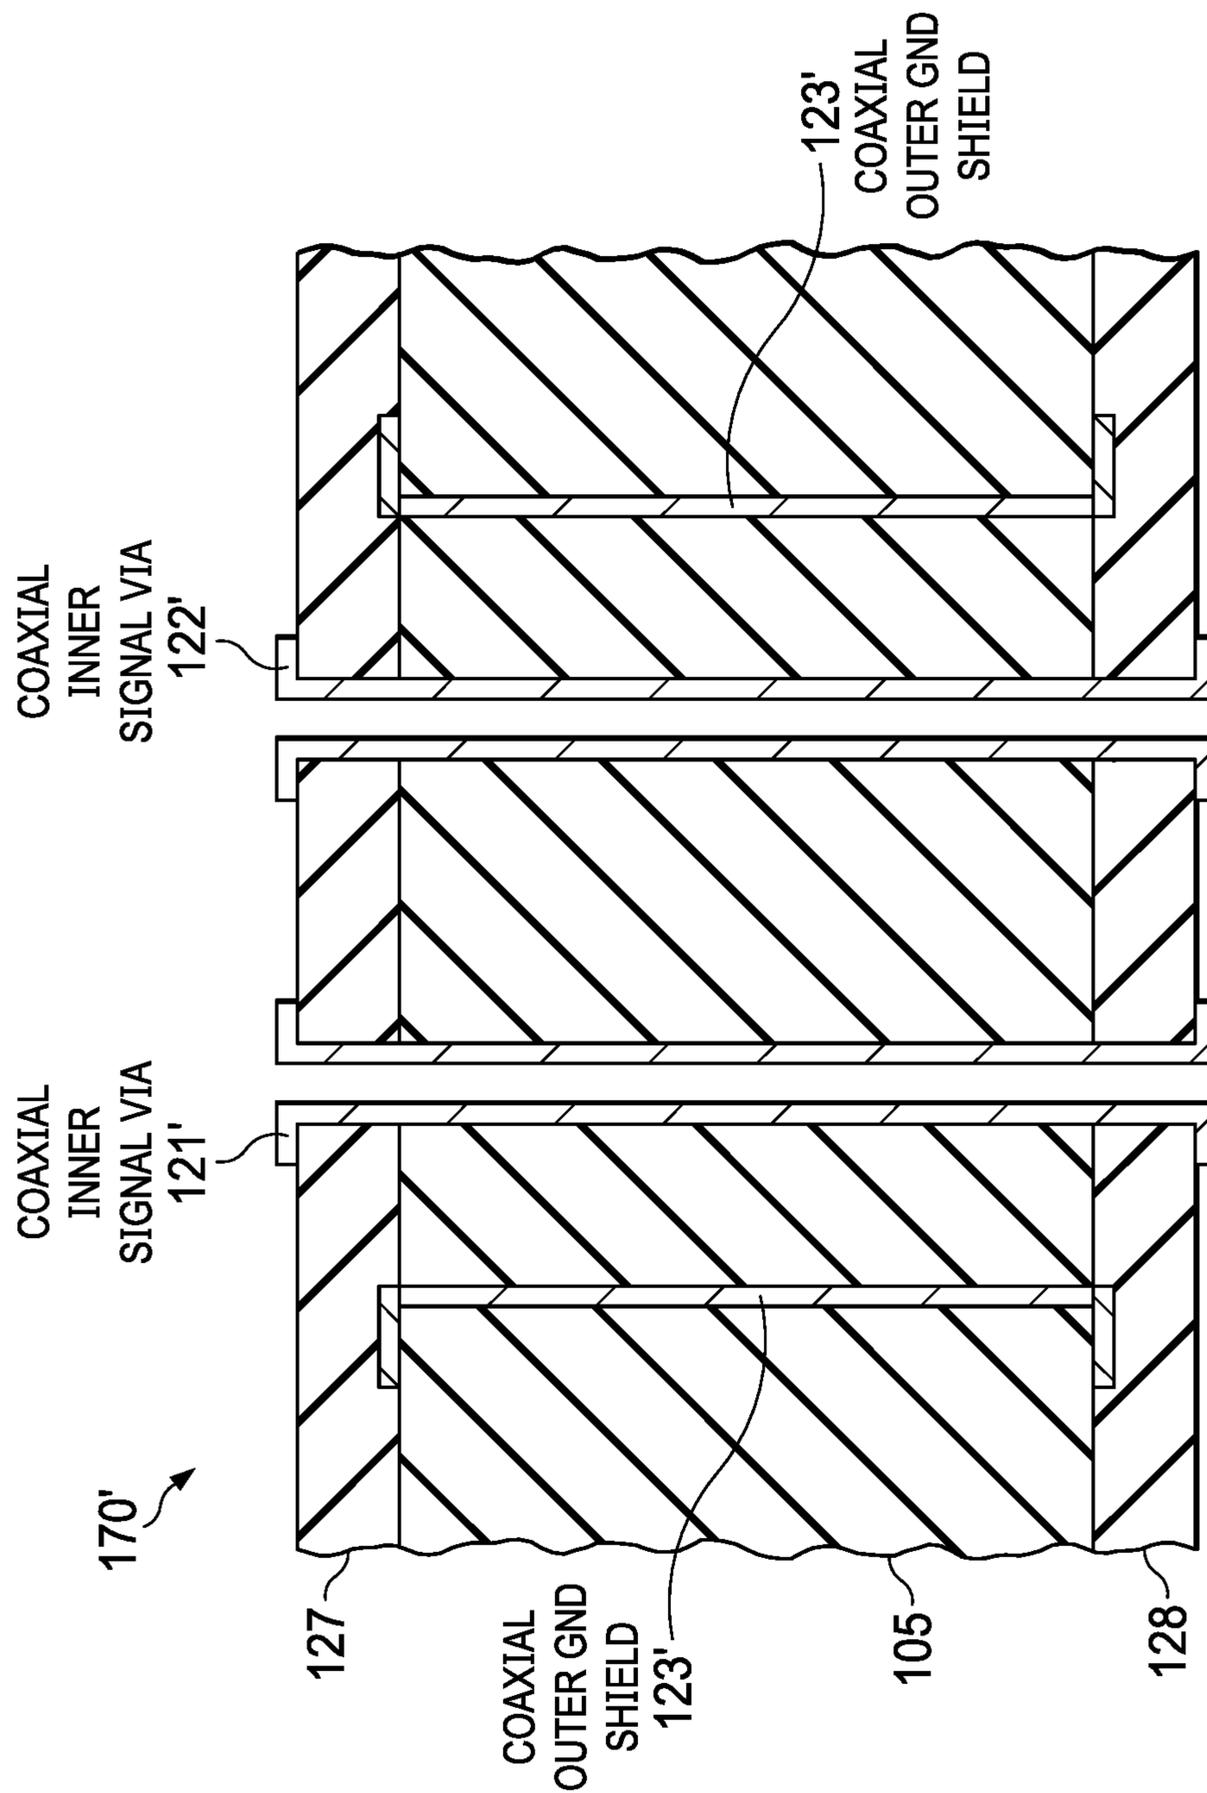 170'
COAXIAL
INNER
SIGNAL VIA
121'
COAXIAL
INNER
SIGNAL VIA
122'
127
COAXIAL
OUTER GND
SHIELD
123'
123'
COAXIAL
OUTER GND
SHIELD
105
128